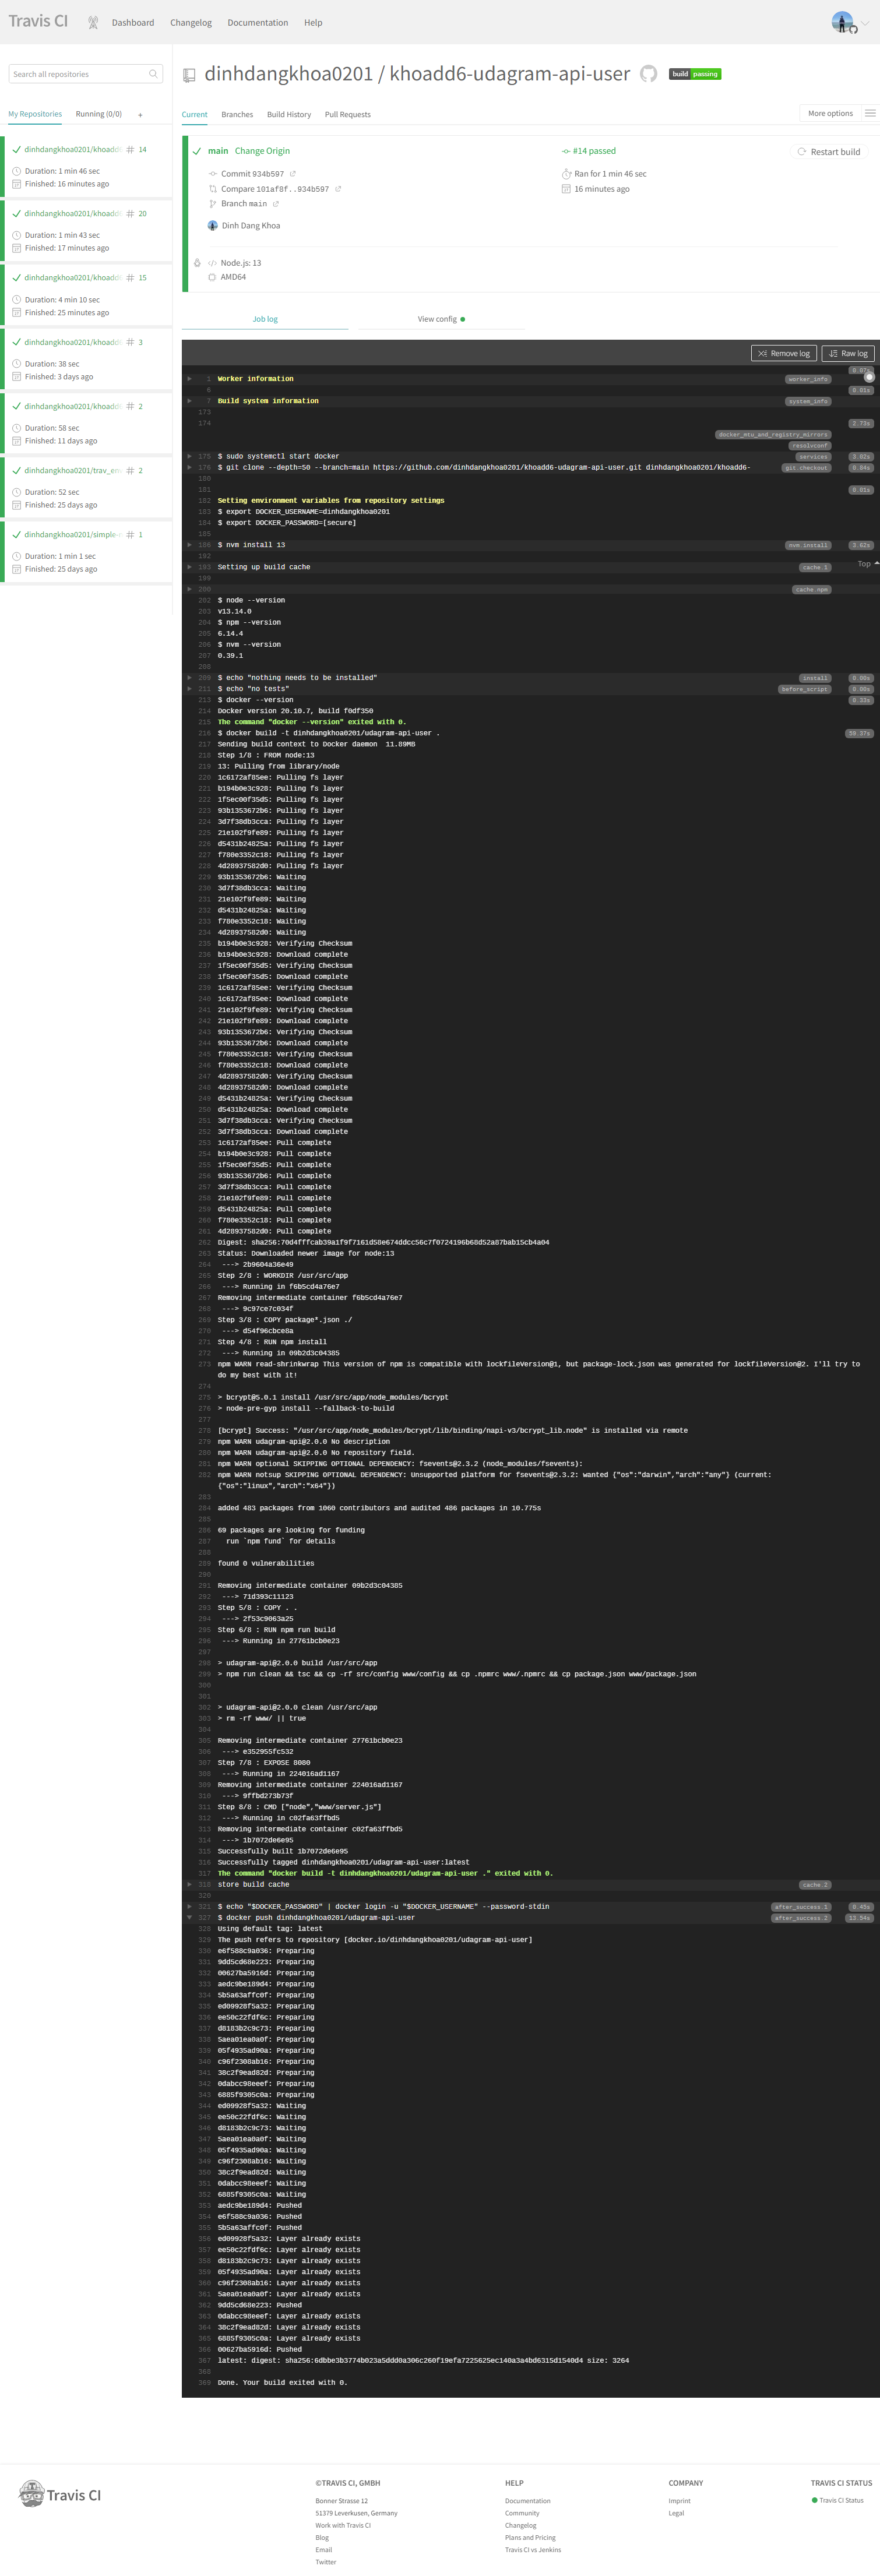 Travis CI
Dashboard
Changelog
Documentation
Help
Search all repositories
My Repositories
Running (0/0)
+
dinhdangkhoa0201/khoadd6 # 14
Duration: 1 min 46 sec
Finished: 16 minutes ago
dinhdangkhoa0201/khoadd6 # 20
Duration: 1 min 43 sec
Finished: 17 minutes ago
dinhdangkhoa0201/khoadd6 # 15
Duration: 4 min 10 sec
Finished: 25 minutes ago
dinhdangkhoa0201/khoadd6 # 3
Duration: 38 sec
Finished: 3 days ago
dinhdangkhoa0201/khoadd6 # 2
Duration: 58 sec
Finished: 11 days ago
dinhdangkhoa0201/trav_en # 2
Duration: 52 sec
Finished: 25 days ago
dinhdangkhoa0201/simple- # 1
Duration: 1 min 1 sec
Finished: 25 days ago
dinhdangkhoa0201 / khoadd6-udagram-api-user
build passing
Current
Branches
Build History
Pull Requests
More options
main Change Origin
Commit 934b597
Compare 101af8f..934b597
Branch main
Dinh Dang Khoa
Node.js: 13
AMD64
#14 passed
Ran for 1 min 46 sec
16 minutes ago
Restart build
Job log
View config
Remove log
Raw log
1 Worker information worker_info 0.07s
6 0.01s
7 Build system information system_info
173
174 2.73s
docker_mtu_and_registry_mirrors
resolvconf
175 $ sudo systemctl start docker services 3.02s
176 $ git clone --depth=50 --branch=main https://github.com/dinhdangkhoa0201/khoadd6-udagram-api-user.git dinhdangkhoa0201/khoadd6- git.checkout 0.84s
180
181 0.01s
182 Setting environment variables from repository settings
183 $ export DOCKER_USERNAME=dinhdangkhoa0201
184 $ export DOCKER_PASSWORD=[secure]
185
186 $ nvm install 13 nvm.install 3.62s
192
193 Setting up build cache cache.1
Top
199
200 cache.npm
202 $ node --version
203 v13.14.0
204 $ npm --version
205 6.14.4
206 $ nvm --version
207 0.39.1
208
209 $ echo "nothing needs to be installed" install 0.00s
211 $ echo "no tests" before_script 0.00s
213 $ docker --version 0.33s
214 Docker version 20.10.7, build f0df350
215 The command "docker --version" exited with 0.
216 $ docker build -t dinhdangkhoa0201/udagram-api-user . 59.37s
217 Sending build context to Docker daemon  11.89MB
218 Step 1/8 : FROM node:13
219 13: Pulling from library/node
220 1c6172af85ee: Pulling fs layer
221 b194b0e3c928: Pulling fs layer
222 1f5ec00f35d5: Pulling fs layer
223 93b1353672b6: Pulling fs layer
224 3d7f38db3cca: Pulling fs layer
225 21e102f9fe89: Pulling fs layer
226 d5431b24825a: Pulling fs layer
227 f780e3352c18: Pulling fs layer
228 4d28937582d0: Pulling fs layer
229 93b1353672b6: Waiting
230 3d7f38db3cca: Waiting
231 21e102f9fe89: Waiting
232 d5431b24825a: Waiting
233 f780e3352c18: Waiting
234 4d28937582d0: Waiting
235 b194b0e3c928: Verifying Checksum
236 b194b0e3c928: Download complete
237 1f5ec00f35d5: Verifying Checksum
238 1f5ec00f35d5: Download complete
239 1c6172af85ee: Verifying Checksum
240 1c6172af85ee: Download complete
241 21e102f9fe89: Verifying Checksum
242 21e102f9fe89: Download complete
243 93b1353672b6: Verifying Checksum
244 93b1353672b6: Download complete
245 f780e3352c18: Verifying Checksum
246 f780e3352c18: Download complete
247 4d28937582d0: Verifying Checksum
248 4d28937582d0: Download complete
249 d5431b24825a: Verifying Checksum
250 d5431b24825a: Download complete
251 3d7f38db3cca: Verifying Checksum
252 3d7f38db3cca: Download complete
253 1c6172af85ee: Pull complete
254 b194b0e3c928: Pull complete
255 1f5ec00f35d5: Pull complete
256 93b1353672b6: Pull complete
257 3d7f38db3cca: Pull complete
258 21e102f9fe89: Pull complete
259 d5431b24825a: Pull complete
260 f780e3352c18: Pull complete
261 4d28937582d0: Pull complete
262 Digest: sha256:70d4fffcab39a1f9f7161d58e674ddcc56c7f0724196b68d52a87bab15cb4a04
263 Status: Downloaded newer image for node:13
264 ---> 2b9604a36e49
265 Step 2/8 : WORKDIR /usr/src/app
266 ---> Running in f6b5cd4a76e7
267 Removing intermediate container f6b5cd4a76e7
268 ---> 9c97ce7c034f
269 Step 3/8 : COPY package*.json ./
270 ---> d54f96cbce8a
271 Step 4/8 : RUN npm install
272 ---> Running in 09b2d3c04385
273 npm WARN read-shrinkwrap This version of npm is compatible with lockfileVersion@1, but package-lock.json was generated for lockfileVersion@2. I'll try to
do my best with it!
274
275 > bcrypt@5.0.1 install /usr/src/app/node_modules/bcrypt
276 > node-pre-gyp install --fallback-to-build
277
278 [bcrypt] Success: "/usr/src/app/node_modules/bcrypt/lib/binding/napi-v3/bcrypt_lib.node" is installed via remote
279 npm WARN udagram-api@2.0.0 No description
280 npm WARN udagram-api@2.0.0 No repository field.
281 npm WARN optional SKIPPING OPTIONAL DEPENDENCY: fsevents@2.3.2 (node_modules/fsevents):
282 npm WARN notsup SKIPPING OPTIONAL DEPENDENCY: Unsupported platform for fsevents@2.3.2: wanted {"os":"darwin","arch":"any"} (current:
{"os":"linux","arch":"x64"})
283
284 added 483 packages from 1060 contributors and audited 486 packages in 10.775s
285
286 69 packages are looking for funding
287 run `npm fund` for details
288
289 found 0 vulnerabilities
290
291 Removing intermediate container 09b2d3c04385
292 ---> 71d393c11123
293 Step 5/8 : COPY . .
294 ---> 2f53c9063a25
295 Step 6/8 : RUN npm run build
296 ---> Running in 27761bcb0e23
297
298 > udagram-api@2.0.0 build /usr/src/app
299 > npm run clean && tsc && cp -rf src/config www/config && cp .npmrc www/.npmrc && cp package.json www/package.json
300
301
302 > udagram-api@2.0.0 clean /usr/src/app
303 > rm -rf www/ || true
304
305 Removing intermediate container 27761bcb0e23
306 ---> e352955fc532
307 Step 7/8 : EXPOSE 8080
308 ---> Running in 224016ad1167
309 Removing intermediate container 224016ad1167
310 ---> 9ffbd273b73f
311 Step 8/8 : CMD ["node","www/server.js"]
312 ---> Running in c02fa63ffbd5
313 Removing intermediate container c02fa63ffbd5
314 ---> 1b7072de6e95
315 Successfully built 1b7072de6e95
316 Successfully tagged dinhdangkhoa0201/udagram-api-user:latest
317 The command "docker build -t dinhdangkhoa0201/udagram-api-user ." exited with 0.
318 store build cache cache.2
320
321 $ echo "$DOCKER_PASSWORD" | docker login -u "$DOCKER_USERNAME" --password-stdin after_success.1 0.45s
327 $ docker push dinhdangkhoa0201/udagram-api-user after_success.2 13.54s
328 Using default tag: latest
329 The push refers to repository [docker.io/dinhdangkhoa0201/udagram-api-user]
330 e6f588c9a036: Preparing
331 9dd5cd68e223: Preparing
332 00627ba5916d: Preparing
333 aedc9be189d4: Preparing
334 5b5a63affc0f: Preparing
335 ed09928f5a32: Preparing
336 ee50c22fdf6c: Preparing
337 d8183b2c9c73: Preparing
338 5aea01ea0a0f: Preparing
339 05f4935ad90a: Preparing
340 c96f2308ab16: Preparing
341 38c2f9ead82d: Preparing
342 0dabcc98eeef: Preparing
343 6885f9305c0a: Preparing
344 ed09928f5a32: Waiting
345 ee50c22fdf6c: Waiting
346 d8183b2c9c73: Waiting
347 5aea01ea0a0f: Waiting
348 05f4935ad90a: Waiting
349 c96f2308ab16: Waiting
350 38c2f9ead82d: Waiting
351 0dabcc98eeef: Waiting
352 6885f9305c0a: Waiting
353 aedc9be189d4: Pushed
354 e6f588c9a036: Pushed
355 5b5a63affc0f: Pushed
356 ed09928f5a32: Layer already exists
357 ee50c22fdf6c: Layer already exists
358 d8183b2c9c73: Layer already exists
359 05f4935ad90a: Layer already exists
360 c96f2308ab16: Layer already exists
361 5aea01ea0a0f: Layer already exists
362 9dd5cd68e223: Pushed
363 0dabcc98eeef: Layer already exists
364 38c2f9ead82d: Layer already exists
365 6885f9305c0a: Layer already exists
366 00627ba5916d: Pushed
367 latest: digest: sha256:6dbbe3b3774b023a5ddd0a306c260f19efa7225625ec140a3a4bd6315d1540d4 size: 3264
368
369 Done. Your build exited with 0.
Travis CI
©TRAVIS CI, GMBH
Bonner Strasse 12
51379 Leverkusen, Germany
Work with Travis CI
Blog
Email
Twitter
HELP
Documentation
Community
Changelog
Plans and Pricing
Travis CI vs Jenkins
COMPANY
Imprint
Legal
TRAVIS CI STATUS
Travis CI Status